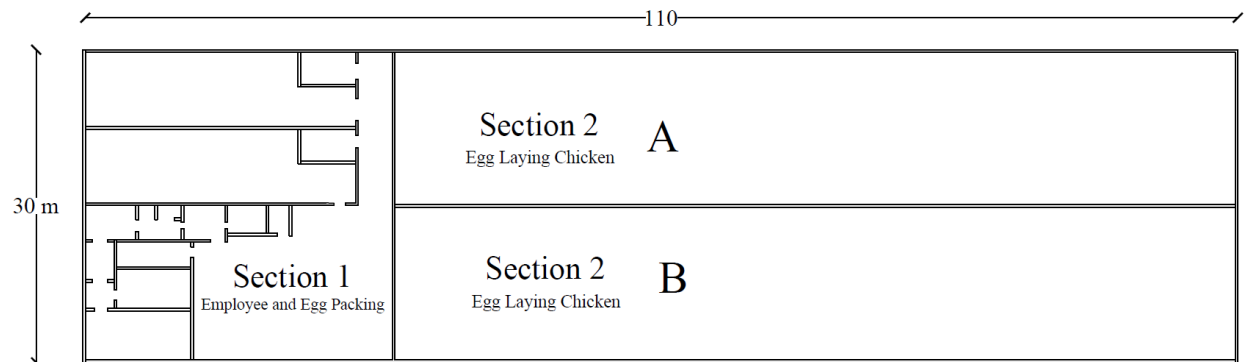 110
Section 2
Egg Laying Chicken
A
30 m
Section 1
Employee and Egg Packing
Section 2
Egg Laying Chicken
B